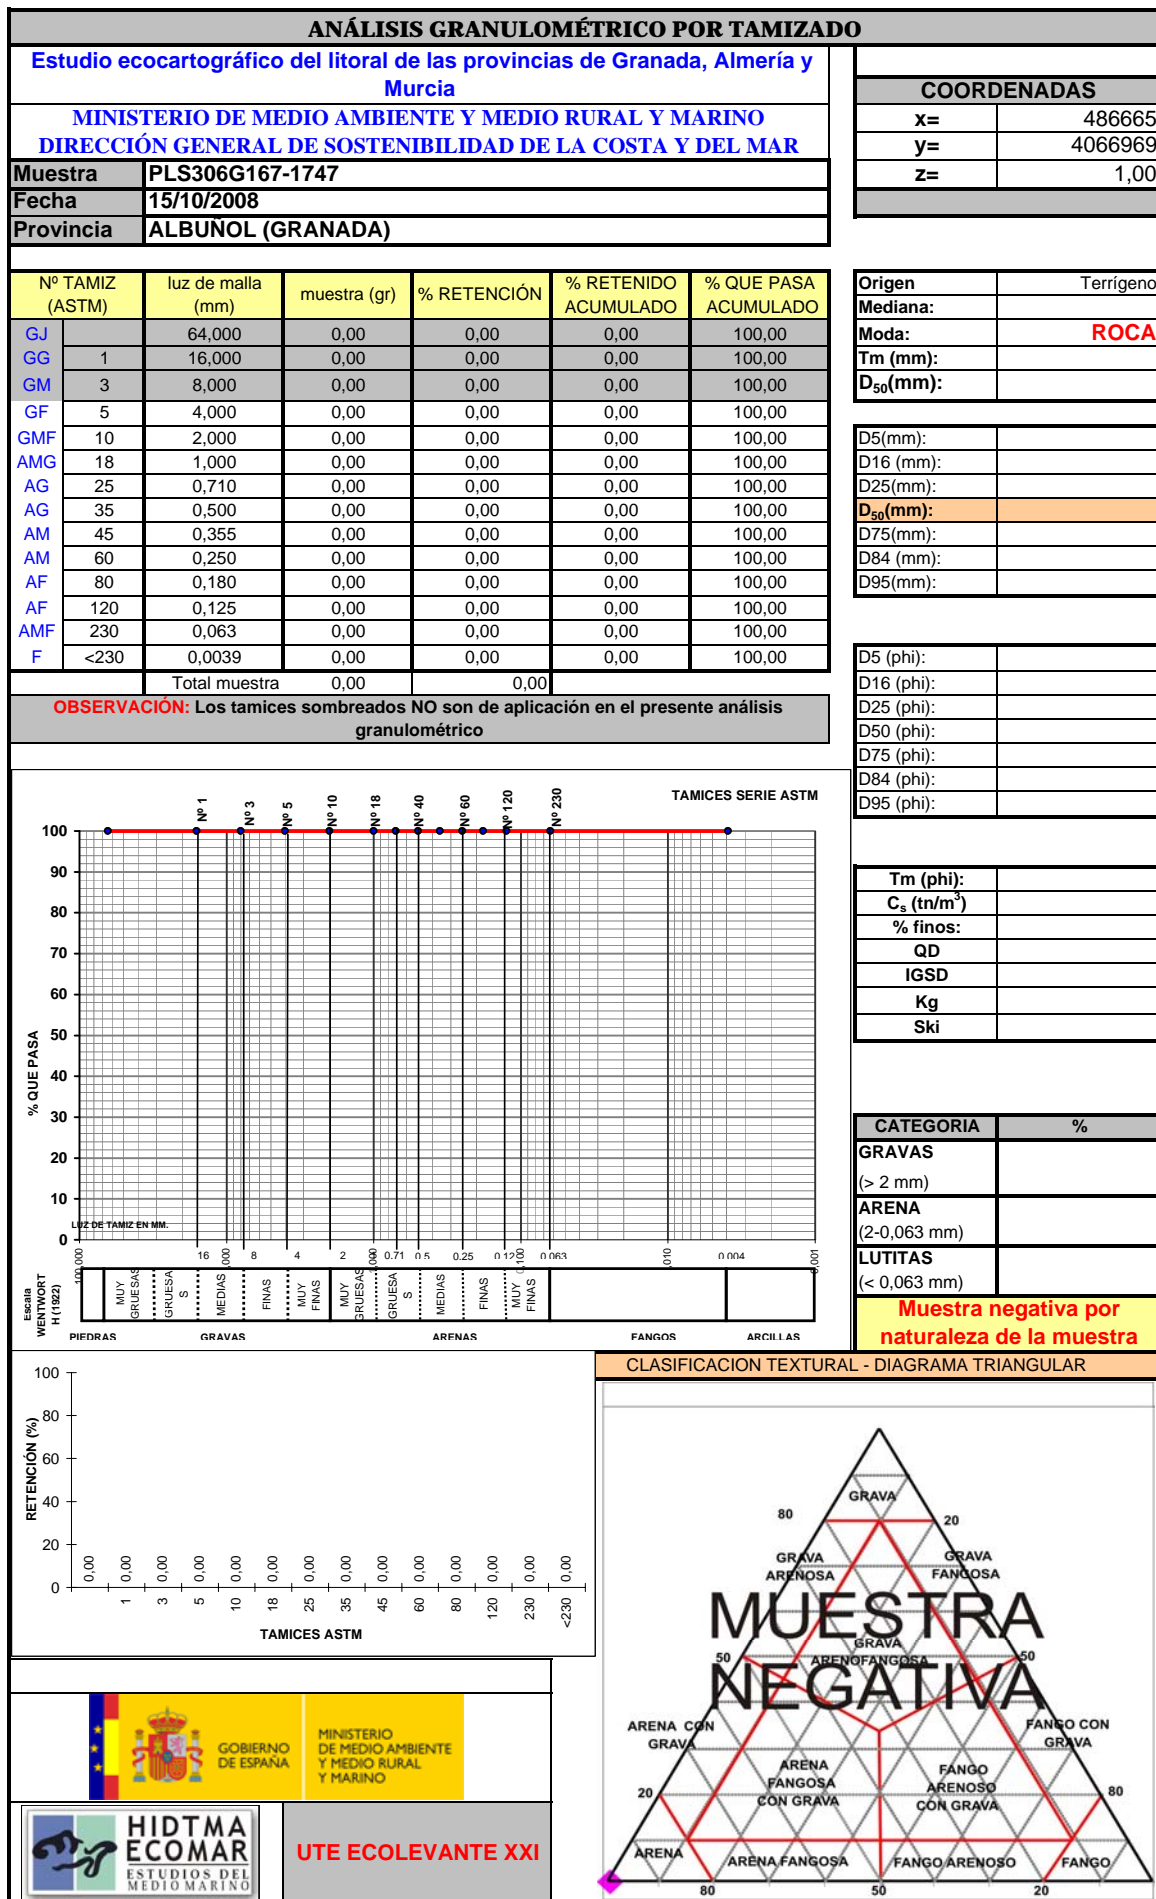 ANÁLISIS GRANULOMÉTRICO POR TAMIZADO
Estudio ecocartográfico del litoral de las provincias de Granada, Almería y
Murcia
MINISTERIO DE MEDIO AMBIENTE Y MEDIO RURAL Y MARINO
DIRECCIÓN GENERAL DE SOSTENIBILIDAD DE LA COSTA Y DEL MAR
Muestra PLS306G167-1747
Fecha 15/10/2008
Provincia ALBUÑOL (GRANADA)
COORDENADAS
x= 486665
y= 4066969
z= 1,00
Nº TAMIZ (ASTM) luz de malla (mm) muestra (gr) % RETENCIÓN % RETENIDO ACUMULADO % QUE PASA ACUMULADO
GJ 64,000 0,00 0,00 0,00 100,00
GG 1 16,000 0,00 0,00 0,00 100,00
GM 3 8,000 0,00 0,00 0,00 100,00
GF 5 4,000 0,00 0,00 0,00 100,00
GMF 10 2,000 0,00 0,00 0,00 100,00
AMG 18 1,000 0,00 0,00 0,00 100,00
AG 25 0,710 0,00 0,00 0,00 100,00
AG 35 0,500 0,00 0,00 0,00 100,00
AM 45 0,355 0,00 0,00 0,00 100,00
AM 60 0,250 0,00 0,00 0,00 100,00
AF 80 0,180 0,00 0,00 0,00 100,00
AF 120 0,125 0,00 0,00 0,00 100,00
AMF 230 0,063 0,00 0,00 0,00 100,00
F <230 0,0039 0,00 0,00 0,00 100,00
Total muestra 0,00 0,00
OBSERVACIÓN: Los tamices sombreados NO son de aplicación en el presente análisis
granulométrico
Origen Terrígeno
Mediana:
Moda: ROCA
Tm (mm):
D50(mm):
D5(mm):
D16 (mm):
D25(mm):
D50(mm):
D75(mm):
D84 (mm):
D95(mm):
D5 (phi):
D16 (phi):
D25 (phi):
D50 (phi):
D75 (phi):
D84 (phi):
D95 (phi):
Tm (phi):
Cs (tn/m3)
% finos:
QD
IGSD
Kg
Ski
CATEGORIA %
GRAVAS
(> 2 mm)
ARENA
(2-0,063 mm)
LUTITAS
(< 0,063 mm)
Muestra negativa por
naturaleza de la muestra
TAMICES SERIE ASTM
Nº 1 Nº 3 Nº 5 Nº 10 Nº 18 Nº 40 Nº 60 Nº 120 Nº 230
% QUE PASA
100
90
80
70
60
50
40
30
20
10
0
LUZ DE TAMIZ EN MM.
16 8 4 2 0.71 0.5 0.25 0.12 0.063 0.004
100,000 ,000 1,000 0,100 ,010 0,001
Escala
WENTWORT
H (1922)
MUY GRUESAS
GRUESA S
MEDIAS
FINAS
MUY FINAS
MUY GRUESAS
GRUESA S
MEDIAS
FINAS
MUY FINAS
PIEDRAS GRAVAS ARENAS FANGOS ARCILLAS
RETENCIÓN (%)
100
80
60
40
20
0
0,00 0,00 0,00 0,00 0,00 0,00 0,00 0,00 0,00 0,00 0,00 0,00 0,00 0,00
1 3 5 10 18 25 35 45 60 80 120 230 <230
TAMICES ASTM
CLASIFICACION TEXTURAL - DIAGRAMA TRIANGULAR
GRAVA
80 20
GRAVA ARENOSA
GRAVA FANGOSA
MUESTRA
NEGATIVA
GRAVA
ARENOFANGOSA
50 50
ARENA CON
GRAVA
FANGO CON
GRAVA
ARENA
FANGOSA
CON GRAVA
FANGO
ARENOSO
CON GRAVA
20 80
ARENA ARENA FANGOSA FANGO ARENOSO FANGO
80 50 20
GOBIERNO
DE ESPAÑA
MINISTERIO
DE MEDIO AMBIENTE
Y MEDIO RURAL
Y MARINO
HIDTMA
ECOMAR
ESTUDIOS DEL
MEDIO MARINO
UTE ECOLEVANTE XXI